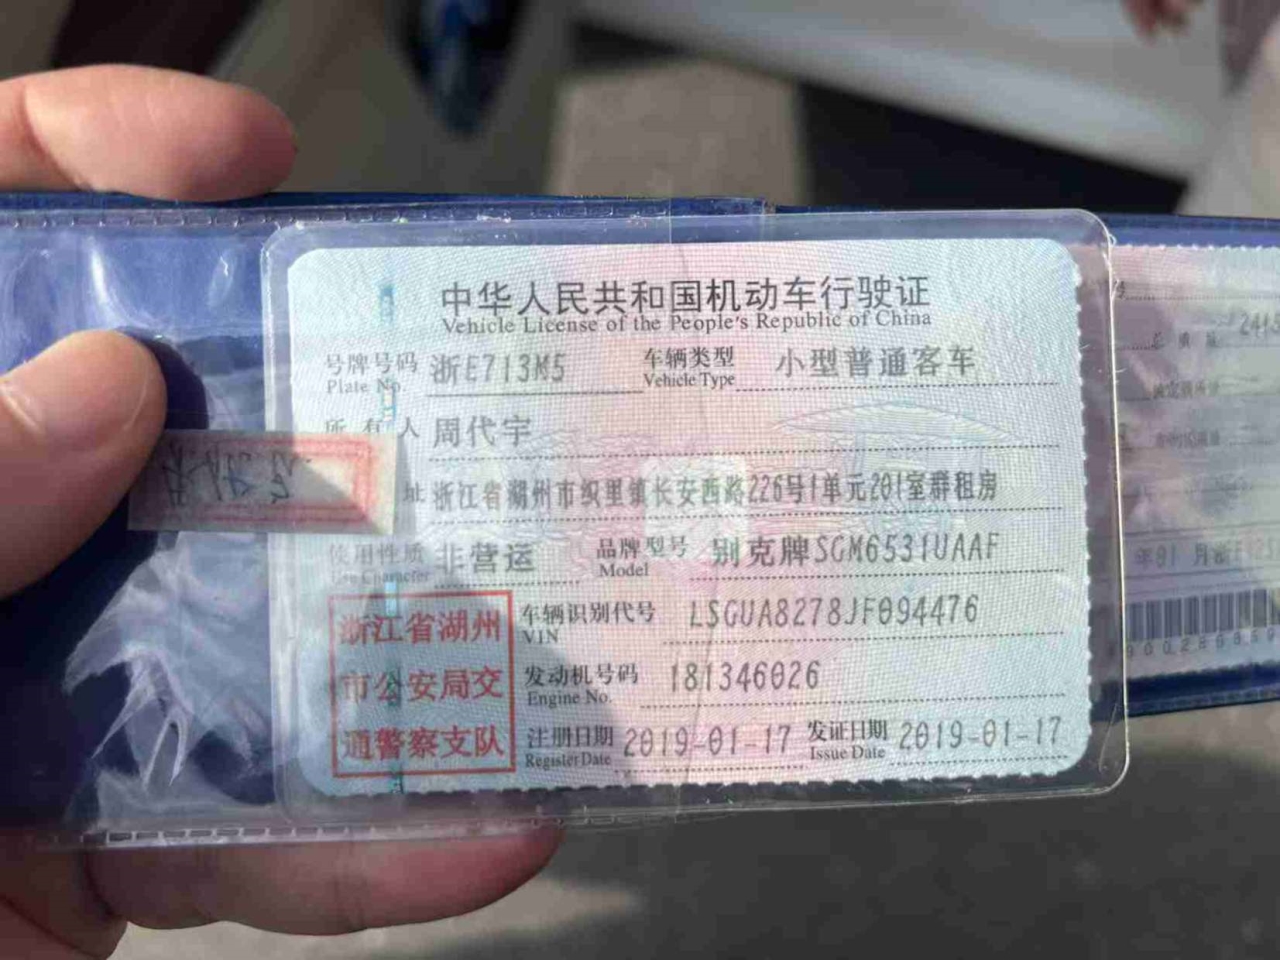 中华人民共和国机动车行驶证
Vehicle License of the People's Republic of China
号牌号码 浙E713M5 车辆类型 小型普通客车
Plate No. Vehicle Type
所有人 周代宇
址 浙江省湖州市织里镇长安西路226号1单元201室群租房
使用性质 非营运 品牌型号 别克牌SGM6531UAAF
Use Character Model
浙江省湖州
市公安局交
通警察支队
车辆识别代号 LSGUA8278JF094476
VIN
发动机号码 181346026
Engine No.
注册日期 2019-01-17 发证日期 2019-01-17
Register Date Issue Date